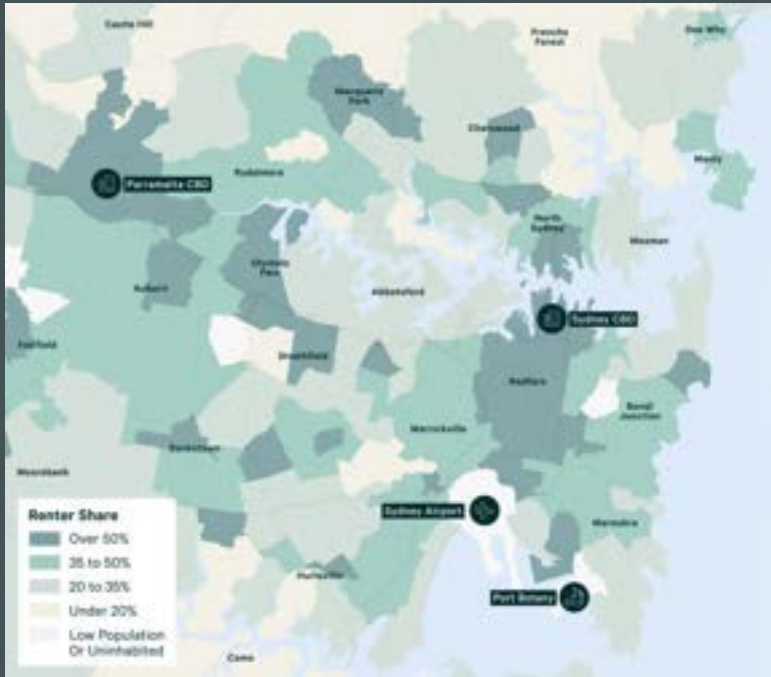 Castle Hill
Frenchs
Forest
Dee Why
Macquarie
Park
Chatswood
Manly
Parramatta CBD
Rydalmere
North
Sydney
Mosman
Olympic
Park
Auburn
Abbotsford
Sydney CBD
Fairfield
Strathfield
Redfern
Bondi
Junction
Marrickville
Bankstown
Moorebank
Sydney Airport
Maroubra
Hurstville
Port Botany
Como
Renter Share
Over 50%
35 to 50%
20 to 35%
Under 20%
Low Population
Or Uninhabited